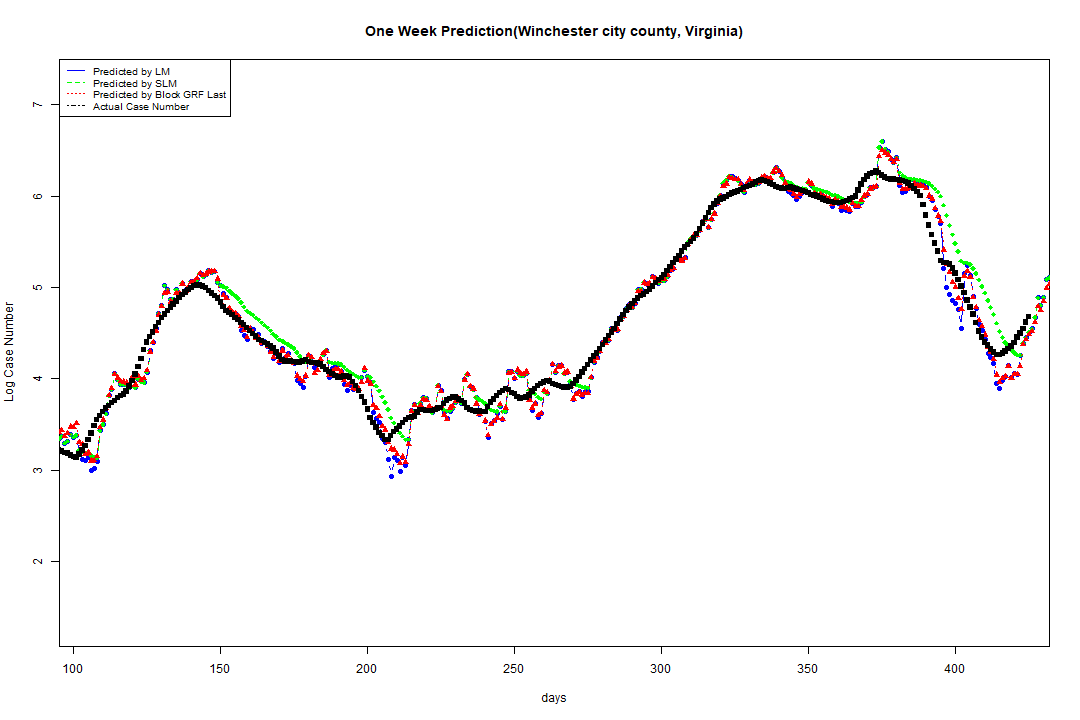 One Week Prediction(Winchester city county, Virginia)
Predicted by LM
Predicted by SLM
Predicted by Block GRF Last
Actual Case Number
Log Case Number
7
6
5
4
3
2
100 150 200 250 300 350 400
days